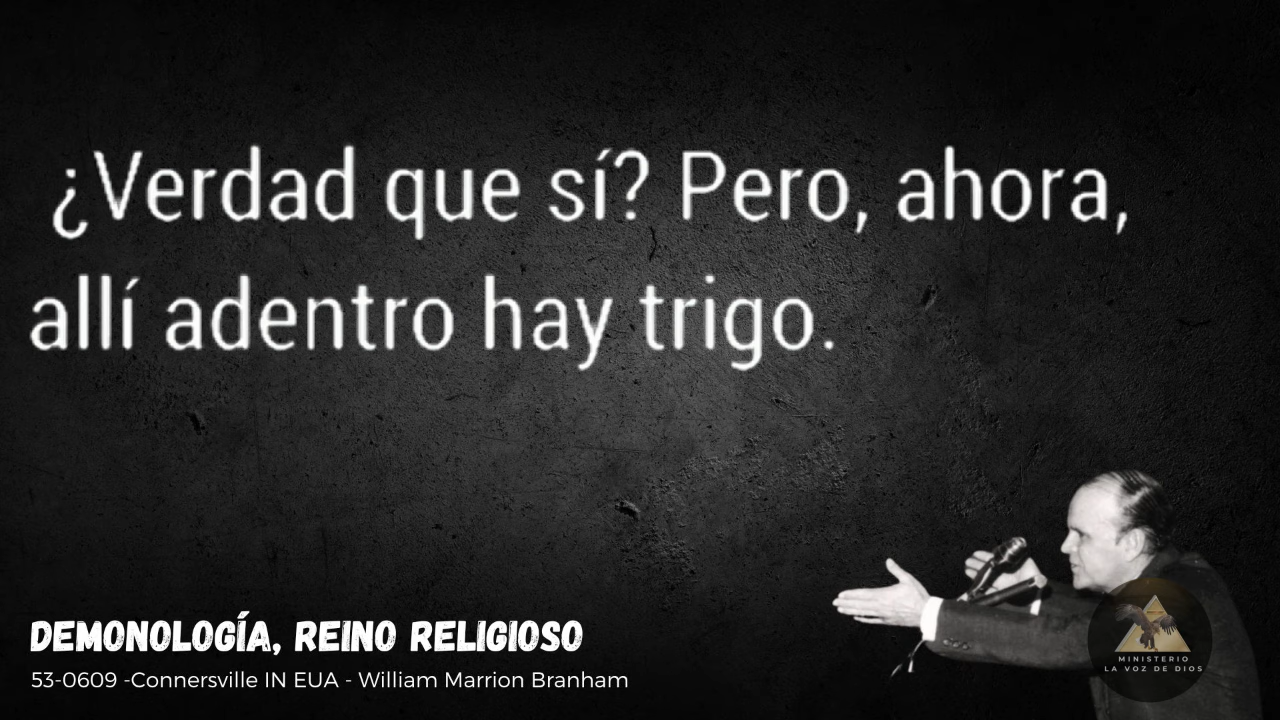 ¿Verdad que sí? Pero, ahora,
allí adentro hay trigo.
DEMONOLOGÍA, REINO RELIGIOSO
53-0609 -Connersville IN EUA - William Marrion Branham
MINISTERIO
LA VOZ DE DIOS